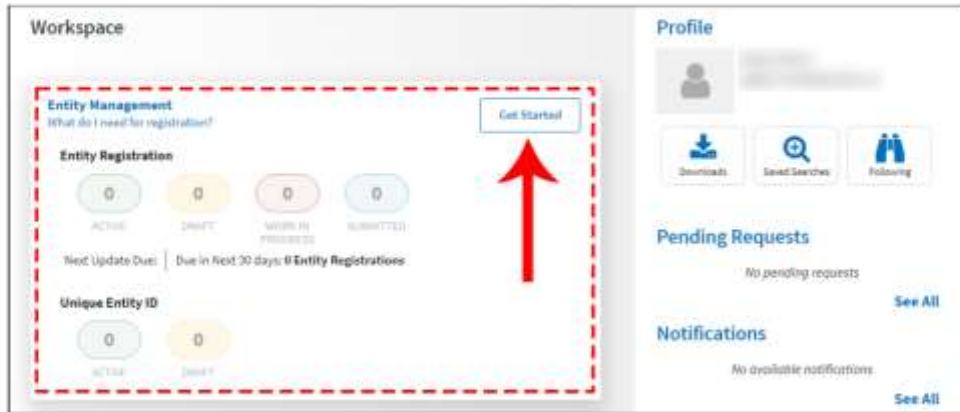 Workspace
Entity Management
What do I need for registration?
Get Started
Entity Registration
0
0
0
0
ACTIVE
DRAFT
WORK IN PROGRESS
SUBMITTED
Next Update Due: Due in Next 30 days: 0 Entity Registrations
Unique Entity ID
0
0
ACTIVE
DRAFT
Profile
Downloads
Saved Searches
Following
Pending Requests
No pending requests
See All
Notifications
No available notifications
See All